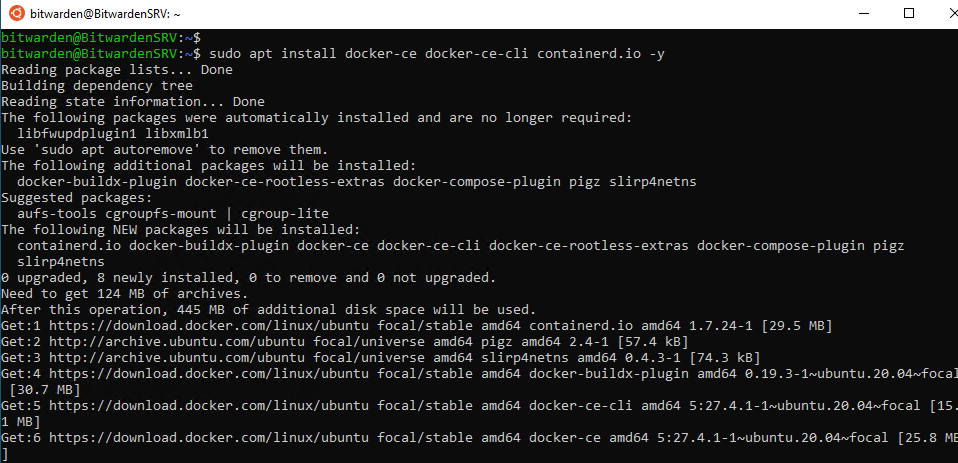 bitwarden@BitwardenSRV: ~
bitwarden@BitwardenSRV:~$
bitwarden@BitwardenSRV:~$ sudo apt install docker-ce docker-ce-cli containerd.io -y
Reading package lists... Done
Building dependency tree
Reading state information... Done
The following packages were automatically installed and are no longer required:
  libfwupdplugin1 libxmlb1
Use 'sudo apt autoremove' to remove them.
The following additional packages will be installed:
  docker-buildx-plugin docker-ce-rootless-extras docker-compose-plugin pigz slirp4netns
Suggested packages:
  aufs-tools cgroupfs-mount | cgroup-lite
The following NEW packages will be installed:
  containerd.io docker-buildx-plugin docker-ce docker-ce-cli docker-ce-rootless-extras docker-compose-plugin pigz
  slirp4netns
0 upgraded, 8 newly installed, 0 to remove and 0 not upgraded.
Need to get 124 MB of archives.
After this operation, 445 MB of additional disk space will be used.
Get:1 https://download.docker.com/linux/ubuntu focal/stable amd64 containerd.io amd64 1.7.24-1 [29.5 MB]
Get:2 http://archive.ubuntu.com/ubuntu focal/universe amd64 pigz amd64 2.4-1 [57.4 kB]
Get:3 http://archive.ubuntu.com/ubuntu focal/universe amd64 slirp4netns amd64 0.4.3-1 [74.3 kB]
Get:4 https://download.docker.com/linux/ubuntu focal/stable amd64 docker-buildx-plugin amd64 0.19.3-1~ubuntu.20.04~focal
 [30.7 MB]
Get:5 https://download.docker.com/linux/ubuntu focal/stable amd64 docker-ce-cli amd64 5:27.4.1-1~ubuntu.20.04~focal [15.
1 MB]
Get:6 https://download.docker.com/linux/ubuntu focal/stable amd64 docker-ce amd64 5:27.4.1-1~ubuntu.20.04~focal [25.8 MB
]